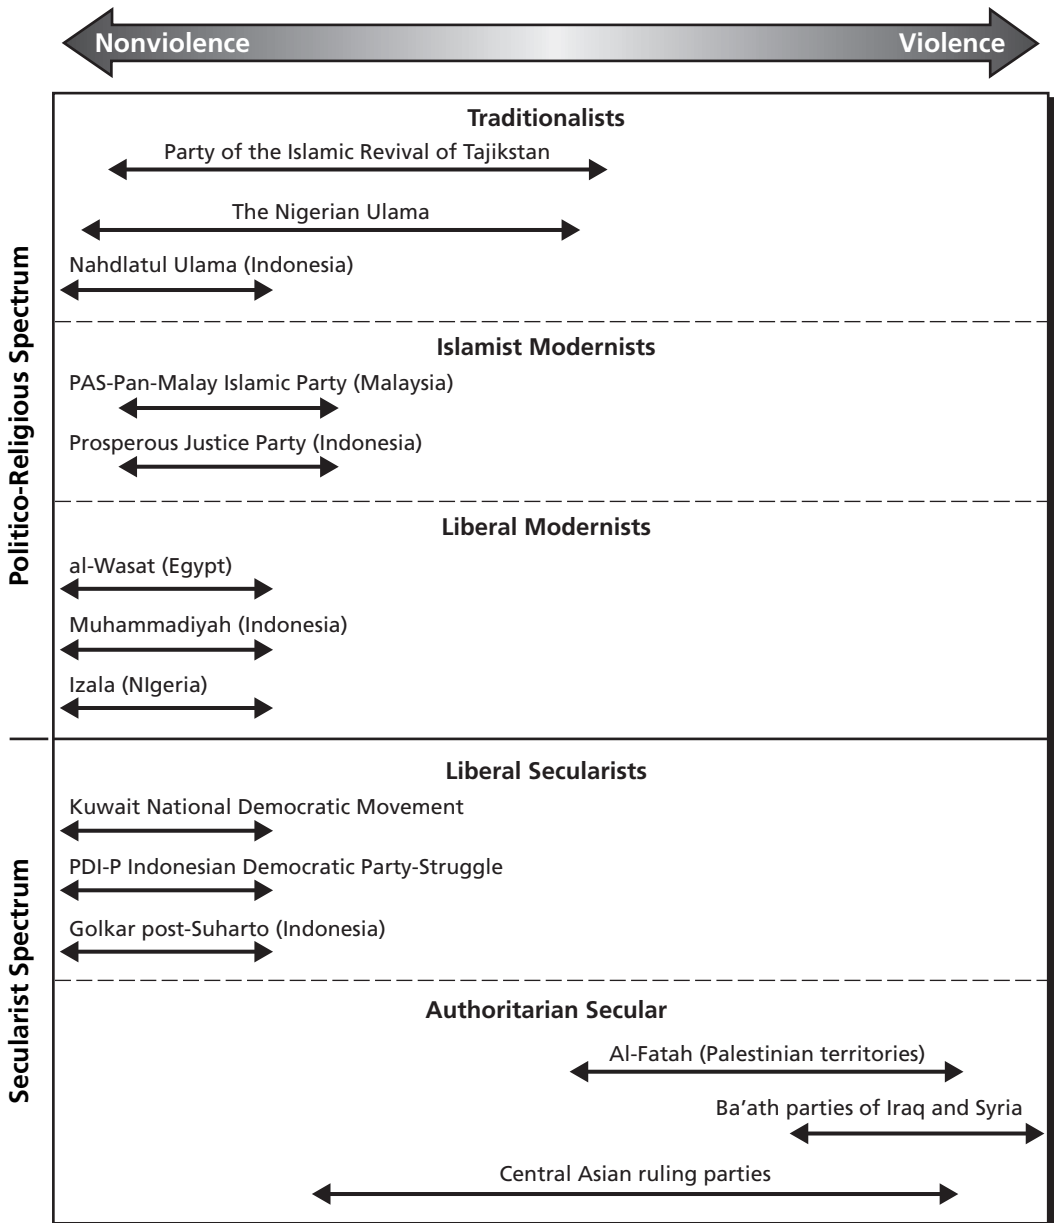 Nonviolence
Violence
Politico-Religious Spectrum
Traditionalists
Party of the Islamic Revival of Tajikstan
The Nigerian Ulama
Nahdlatul Ulama (Indonesia)
Islamist Modernists
PAS-Pan-Malay Islamic Party (Malaysia)
Prosperous Justice Party (Indonesia)
Liberal Modernists
al-Wasat (Egypt)
Muhammadiyah (Indonesia)
Izala (NIgeria)
Secularist Spectrum
Liberal Secularists
Kuwait National Democratic Movement
PDI-P Indonesian Democratic Party-Struggle
Golkar post-Suharto (Indonesia)
Authoritarian Secular
Al-Fatah (Palestinian territories)
Ba’ath parties of Iraq and Syria
Central Asian ruling parties